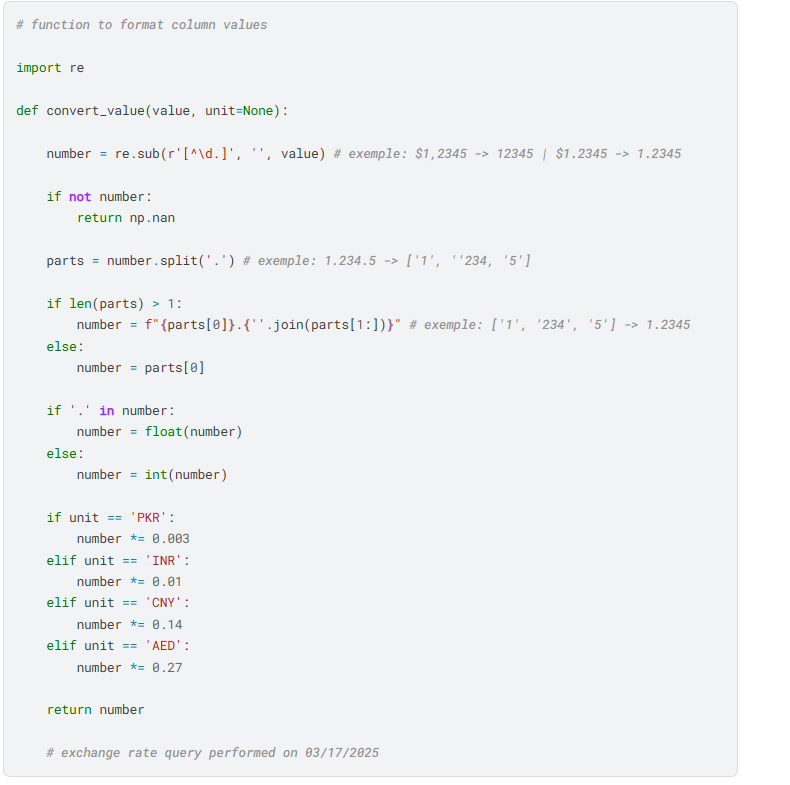 # function to format column values
import re
def convert_value(value, unit=None):
number = re.sub(r'[^\d.]', '', value) # exemple: $1,2345 -> 12345 | $1.2345 -> 1.2345
if not number:
return np.nan
parts = number.split('.') # exemple: 1.234.5 -> ['1', ''234, '5']
if len(parts) > 1:
number = f"{parts[0]}.{''.join(parts[1:])}" # exemple: ['1', '234', '5'] -> 1.2345
else:
number = parts[0]
if '.' in number:
number = float(number)
else:
number = int(number)
if unit == 'PKR':
number *= 0.003
elif unit == 'INR':
number *= 0.01
elif unit == 'CNY':
number *= 0.14
elif unit == 'AED':
number *= 0.27
return number
# exchange rate query performed on 03/17/2025